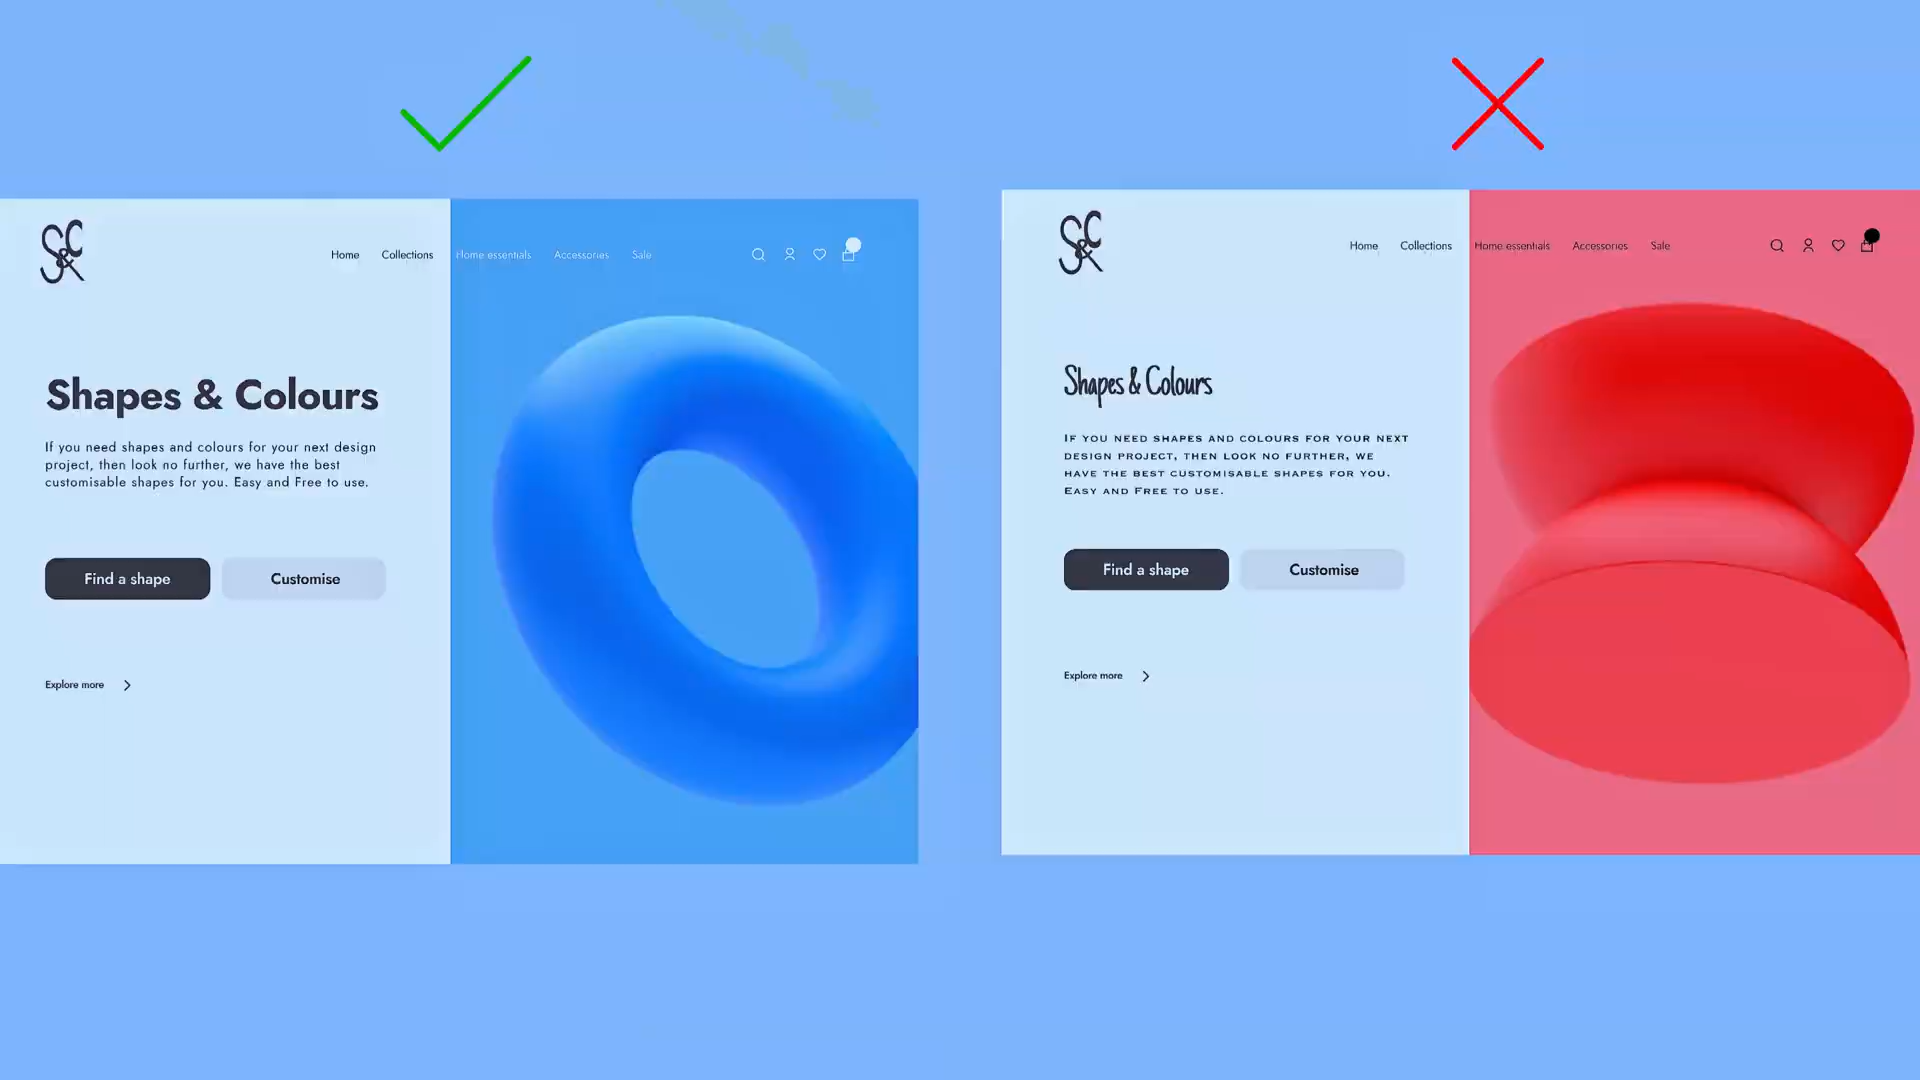 S&C
Home Collections Home essentials Accessories Sale
Shapes & Colours
If you need shapes and colours for your next design
project, then look no further, we have the best
customisable shapes for you. Easy and Free to use.
Find a shape
Customise
Explore more
S&C
Home Collections Home essentials Accessories Sale
Shapes & Colours
If you need shapes and colours for your next
design project, then look no further, we
have the best customisable shapes for you.
Easy and Free to use.
Find a shape
Customise
Explore more